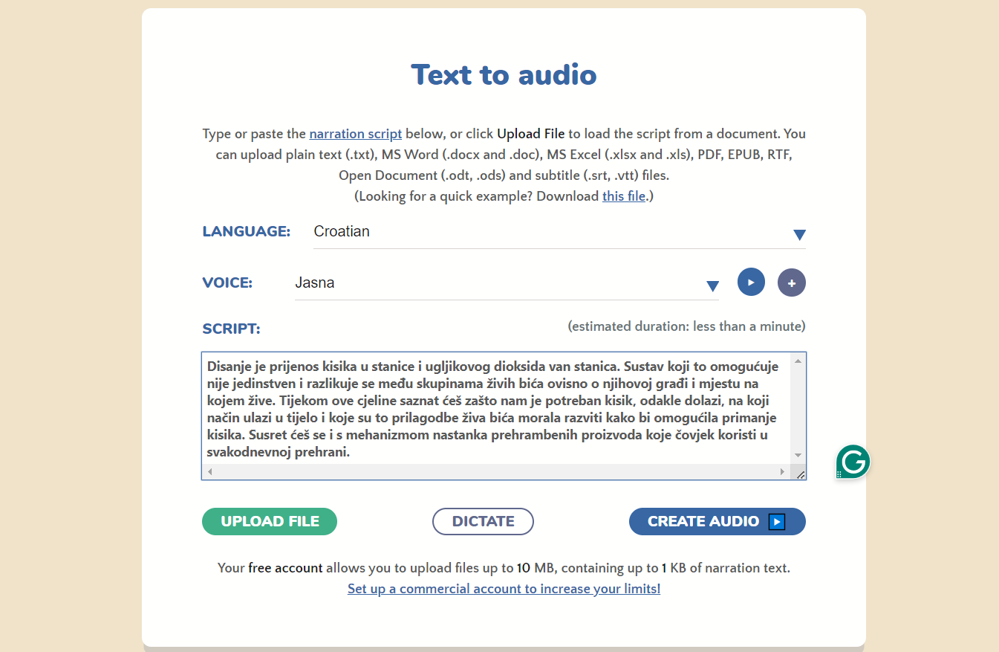 Text to audio
Type or paste the narration script below, or click Upload File to load the script from a document. You
can upload plain text (.txt), MS Word (.docx and .doc), MS Excel (.xlsx and .xls), PDF, EPUB, RTF,
Open Document (.odt, .ods) and subtitle (.srt, .vtt) files.
(Looking for a quick example? Download this file.)
LANGUAGE: Croatian
VOICE: Jasna
SCRIPT: (estimated duration: less than a minute)
Disanje je prijenos kisika u stanice i ugljikovog dioksida van stanica. Sustav koji to omogućuje
nije jedinstven i razlikuje se među skupinama živih bića ovisno o njihovoj građi i mjestu na
kojem žive. Tijekom ove cjeline saznat ćeš zašto nam je potreban kisik, odakle dolazi, na koji
način ulazi u tijelo i koje su to prilagodbe živa bića morala razviti kako bi omogućila primanje
kisika. Susret ćeš se i s mehanizmom nastanka prehrambenih proizvoda koje čovjek koristi u
svakodnevnoj prehrani.
UPLOAD FILE DICTATE CREATE AUDIO
Your free account allows you to upload files up to 10 MB, containing up to 1 KB of narration text.
Set up a commercial account to increase your limits!